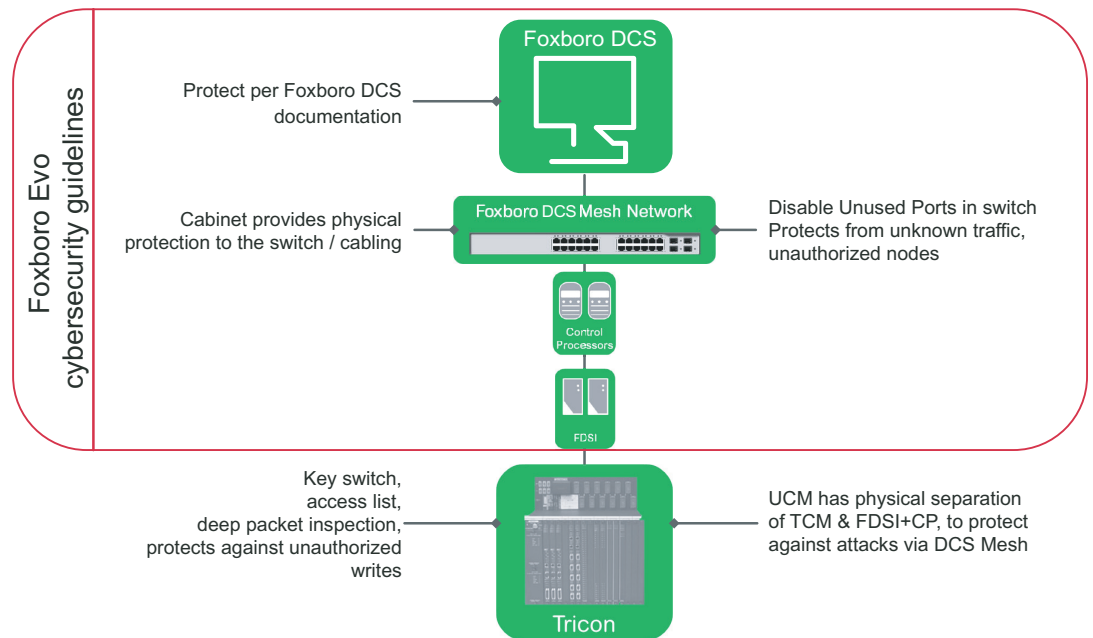 Foxboro Evo
cybersecurity guidelines
Foxboro DCS
Protect per Foxboro DCS
documentation
Foxboro DCS Mesh Network
Cabinet provides physical
protection to the switch / cabling
Disable Unused Ports in switch
Protects from unknown traffic,
unauthorized nodes
Control
Processors
FDSI
Key switch,
access list,
deep packet inspection,
protects against unauthorized
writes
UCM has physical separation
of TCM & FDSI+CP, to protect
against attacks via DCS Mesh
Tricon